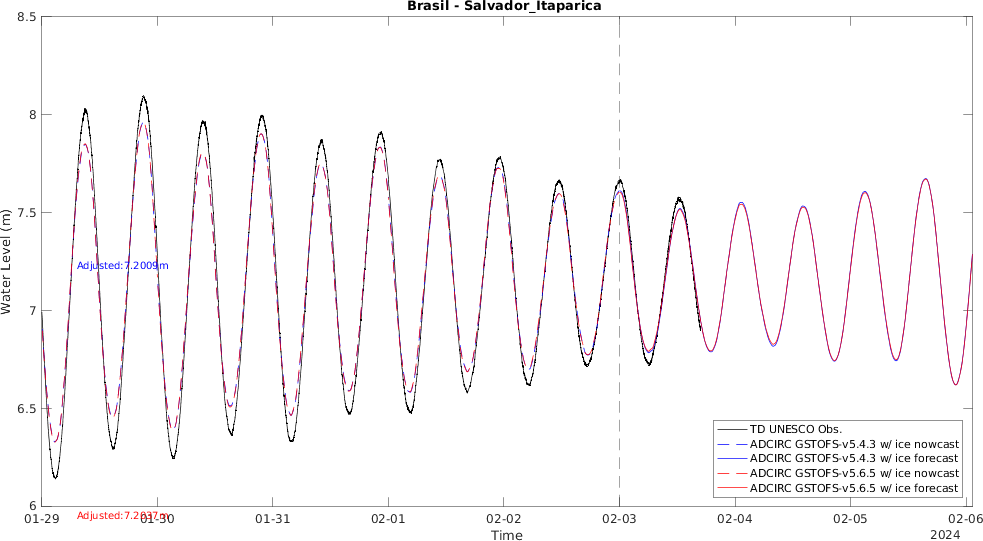 Brasil - Salvador_Itaparica
8.5
8
7.5
7
6.5
6
Water Level (m)
Adjusted:7.2009m
Adjusted:7.2037m
TD UNESCO Obs.
ADCIRC GSTOFS-v5.4.3 w/ ice nowcast
ADCIRC GSTOFS-v5.4.3 w/ ice forecast
ADCIRC GSTOFS-v5.6.5 w/ ice nowcast
ADCIRC GSTOFS-v5.6.5 w/ ice forecast
01-29 01-30 01-31 02-01 02-02 02-03 02-04 02-05 02-06
Time
2024